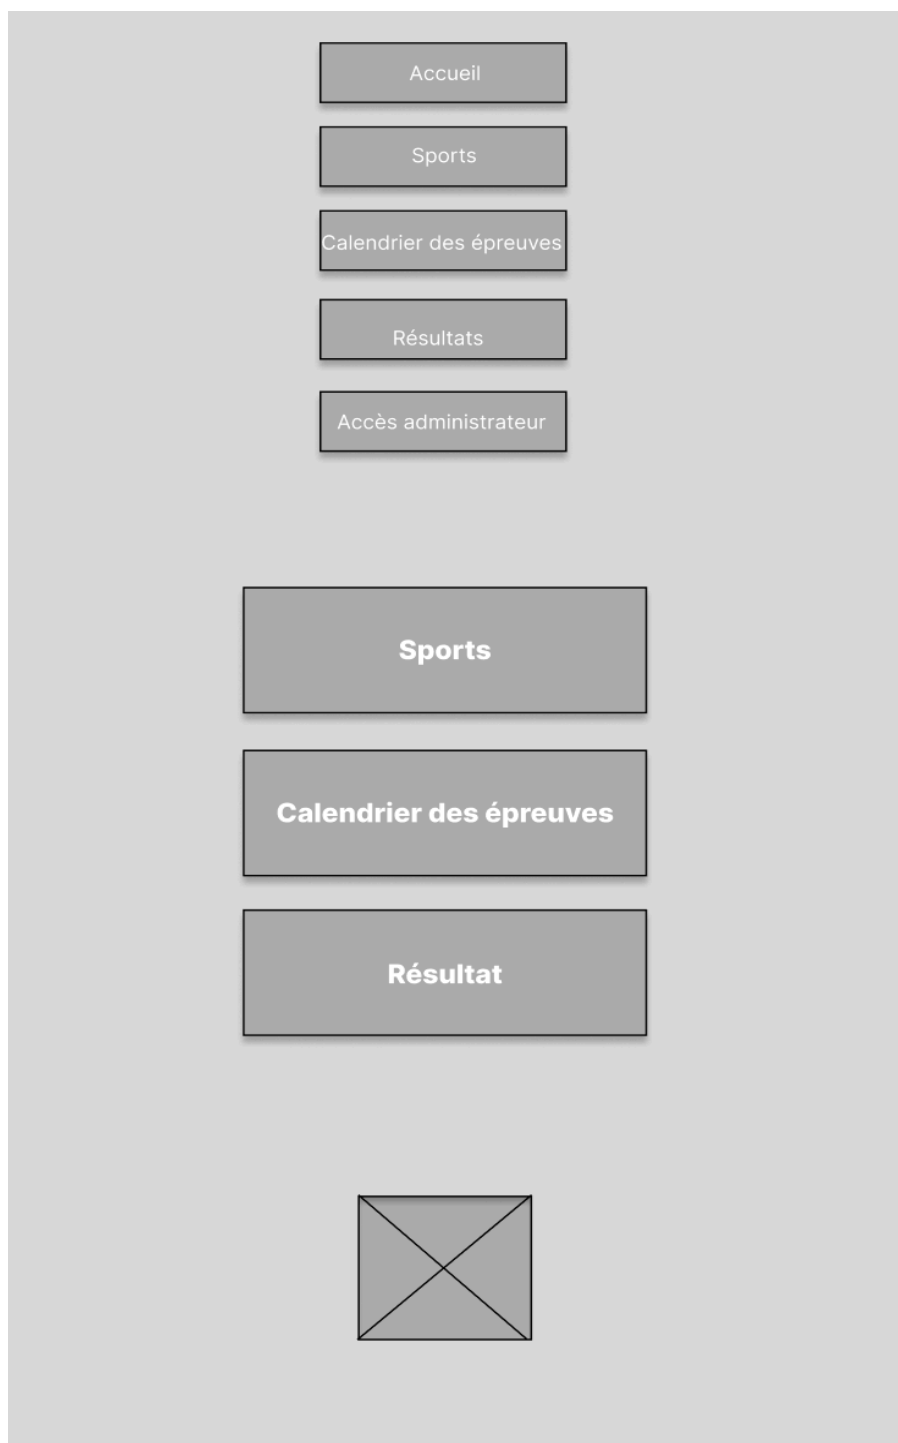 Accueil
Sports
Calendrier des épreuves
Résultats
Accès administrateur
Sports
Calendrier des épreuves
Résultat